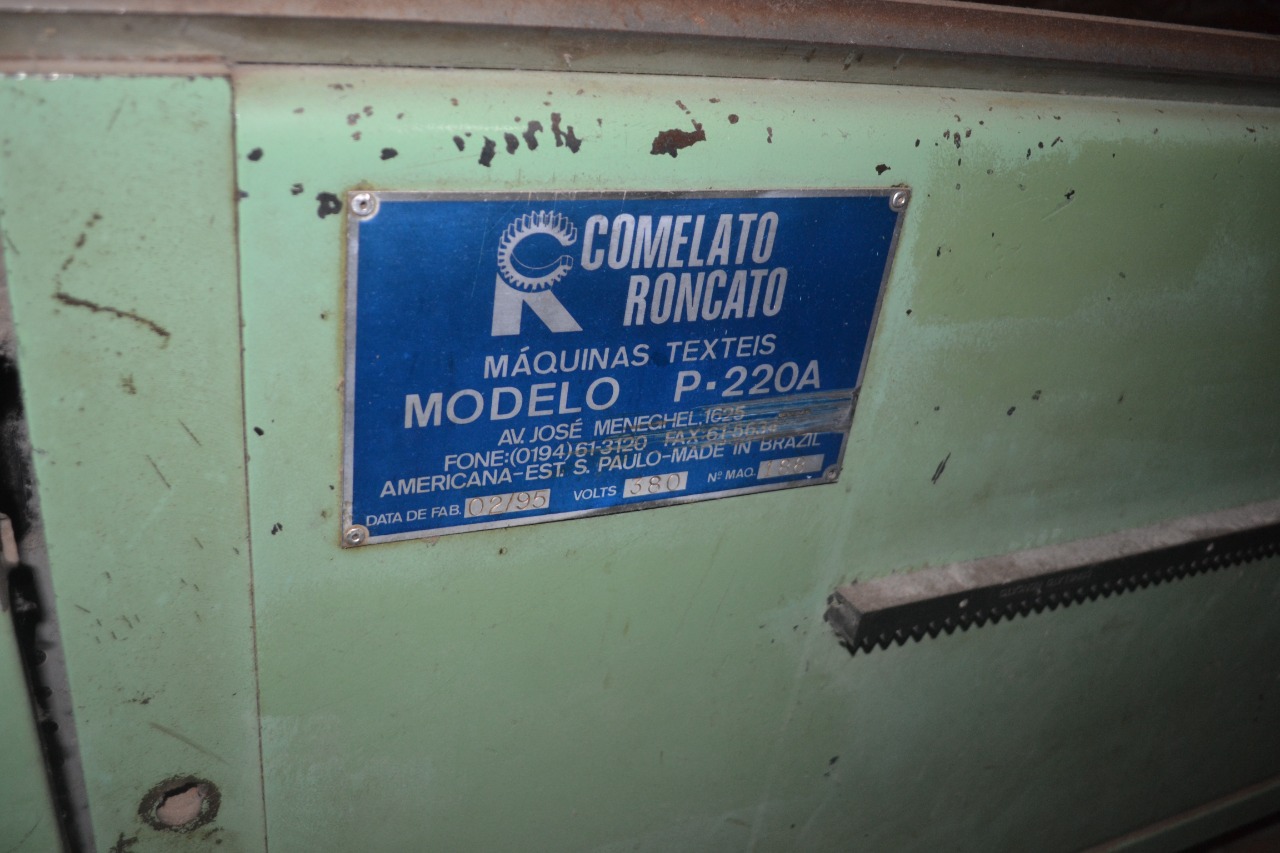 COMELATO
RONCATO
MÁQUINAS TEXTEIS
MODELO P-220A
AV. JOSÉ MENEGHEL, 1625
FONE:(0194) 61-3120 FAX: 61-5634
AMERICANA-EST. S. PAULO-MADE IN BRAZIL
DATA DE FAB. 02/95 VOLTS 380 Nº MAQ.